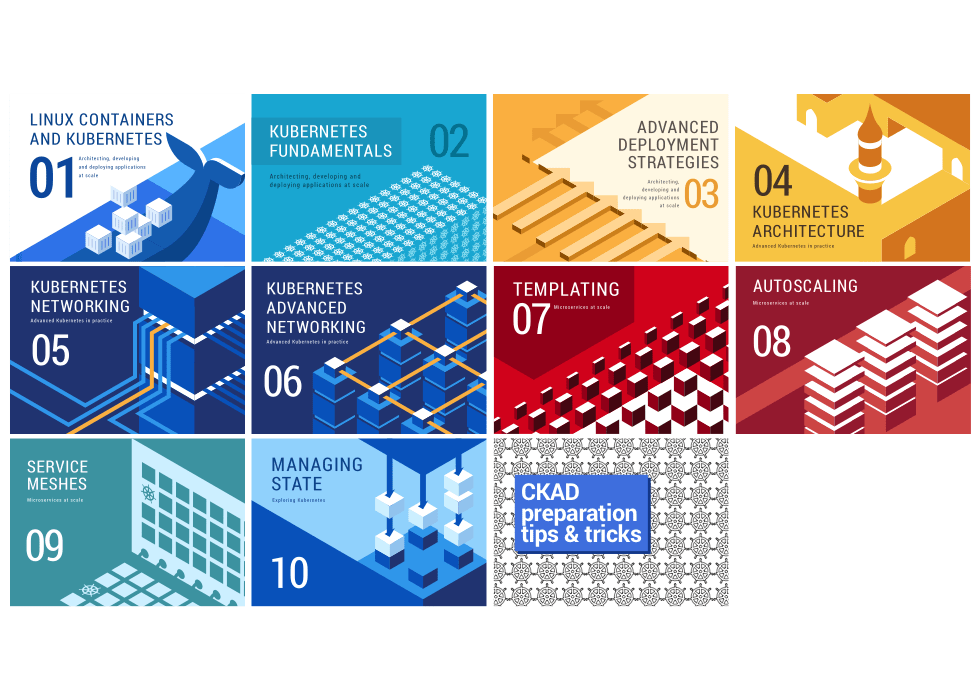 LINUX CONTAINERS
AND KUBERNETES
01
Architecting, developing
and deploying applications
at scale
KUBERNETES
FUNDAMENTALS
02
Architecting, developing and
deploying applications at scale
ADVANCED
DEPLOYMENT
STRATEGIES
Architecting,
developing and
deploying applications
at scale
03
04
KUBERNETES
ARCHITECTURE
Advanced Kubernetes in practice
KUBERNETES
NETWORKING
Advanced Kubernetes in practice
05
KUBERNETES
ADVANCED
NETWORKING
Advanced Kubernetes in practice
06
TEMPLATING
07
Microservices at scale
AUTOSCALING
Microservices at scale
08
SERVICE
MESHES
Microservices at scale
09
MANAGING
STATE
Exploring Kubernetes
10
CKAD
preparation
tips & tricks